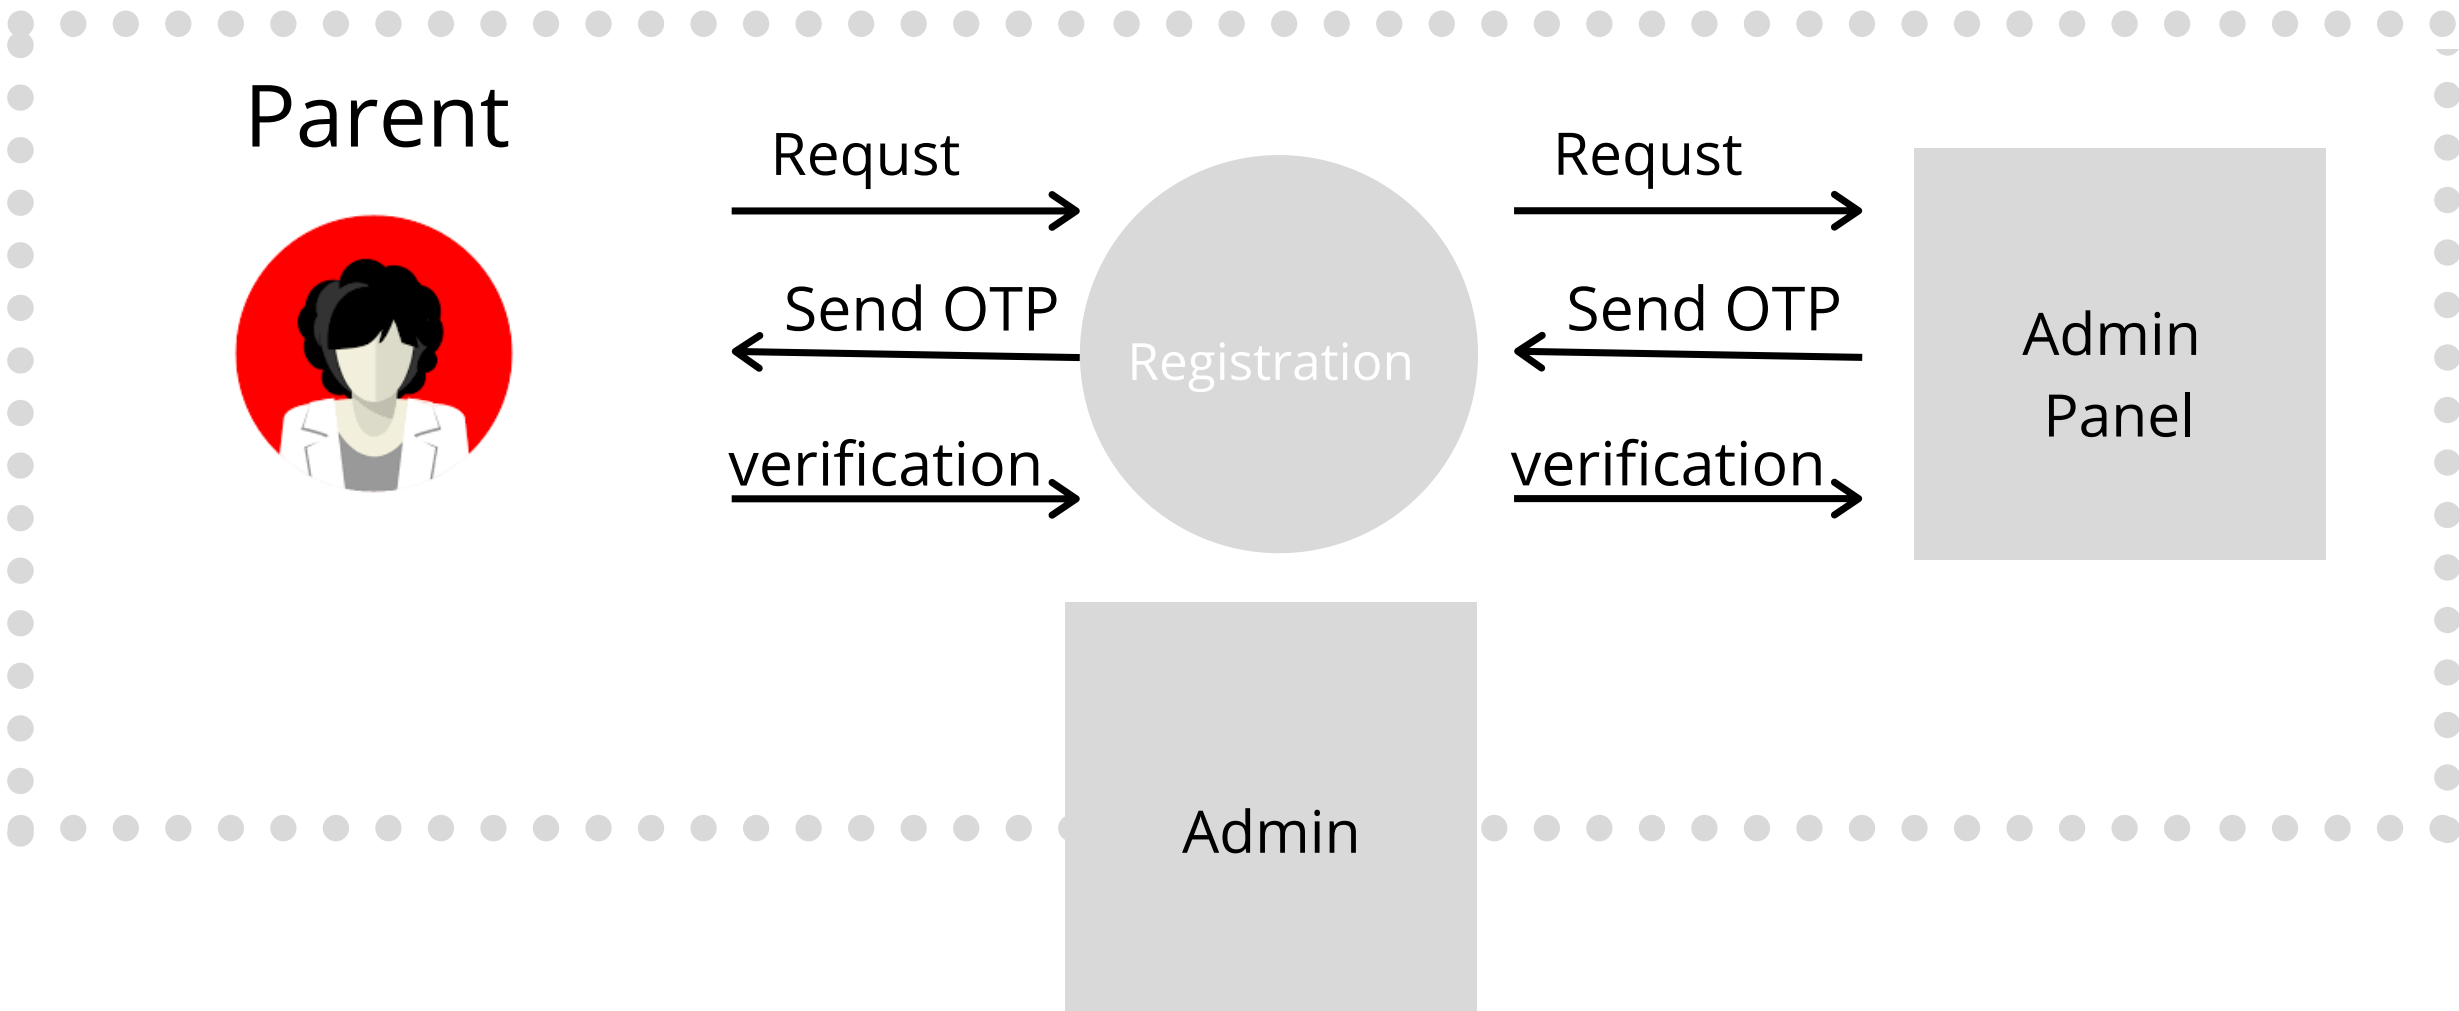 Parent
Requst
Requst
Send OTP
Send OTP
Registration
Admin
Panel
verification
verification
Admin